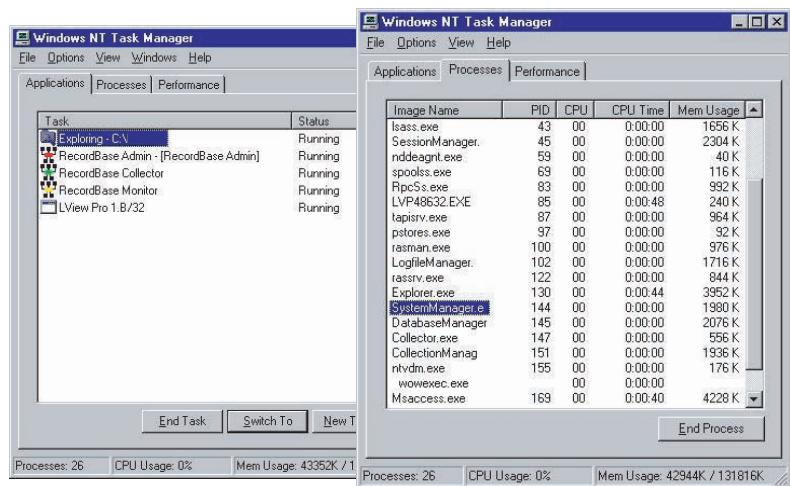 Windows NT Task Manager
File Options View Windows Help
Applications Processes Performance
Task Status
Exploring - C:\ Running
RecordBase Admin - [RecordBase Admin] Running
RecordBase Collector Running
RecordBase Monitor Running
LView Pro 1.B/32 Running
End Task Switch To New T
Processes: 26 CPU Usage: 0% Mem Usage: 43352K / 1
Windows NT Task Manager
File Options View Help
Applications Processes Performance
Image Name PID CPU CPU Time Mem Usage
lsass.exe 43 00 0:00:00 1656 K
SessionManager. 45 00 0:00:00 2304 K
nddeagnt.exe 59 00 0:00:00 40 K
spoolss.exe 69 00 0:00:00 116 K
RpcSs.exe 83 00 0:00:00 992 K
LVP48632.EXE 85 00 0:00:48 240 K
tapisrv.exe 87 00 0:00:00 964 K
pstores.exe 97 00 0:00:00 92 K
rasman.exe 100 00 0:00:00 976 K
LogfileManager. 102 00 0:00:00 1716 K
rassrv.exe 122 00 0:00:00 844 K
Explorer.exe 130 00 0:00:44 3952 K
SystemManager.e 144 00 0:00:00 1980 K
DatabaseManager 145 00 0:00:00 2076 K
Collector.exe 147 00 0:00:00 556 K
CollectionManag 151 00 0:00:00 1936 K
ntvdm.exe 155 00 0:00:00 176 K
wowexec.exe 00 0:00:00
Msaccess.exe 169 00 0:00:40 4228 K
End Process
Processes: 26 CPU Usage: 0% Mem Usage: 42944K / 131816K